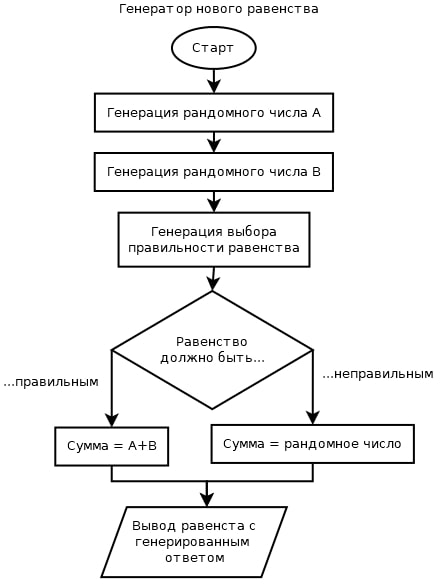 Генератор нового равенства
Старт
Генерация рандомного числа А
Генерация рандомного числа В
Генерация выбора
правильности равенства
Равенство
должно быть...
...правильным
...неправильным
Сумма = А+В
Сумма = рандомное число
Вывод равенста с
генерированным
ответом